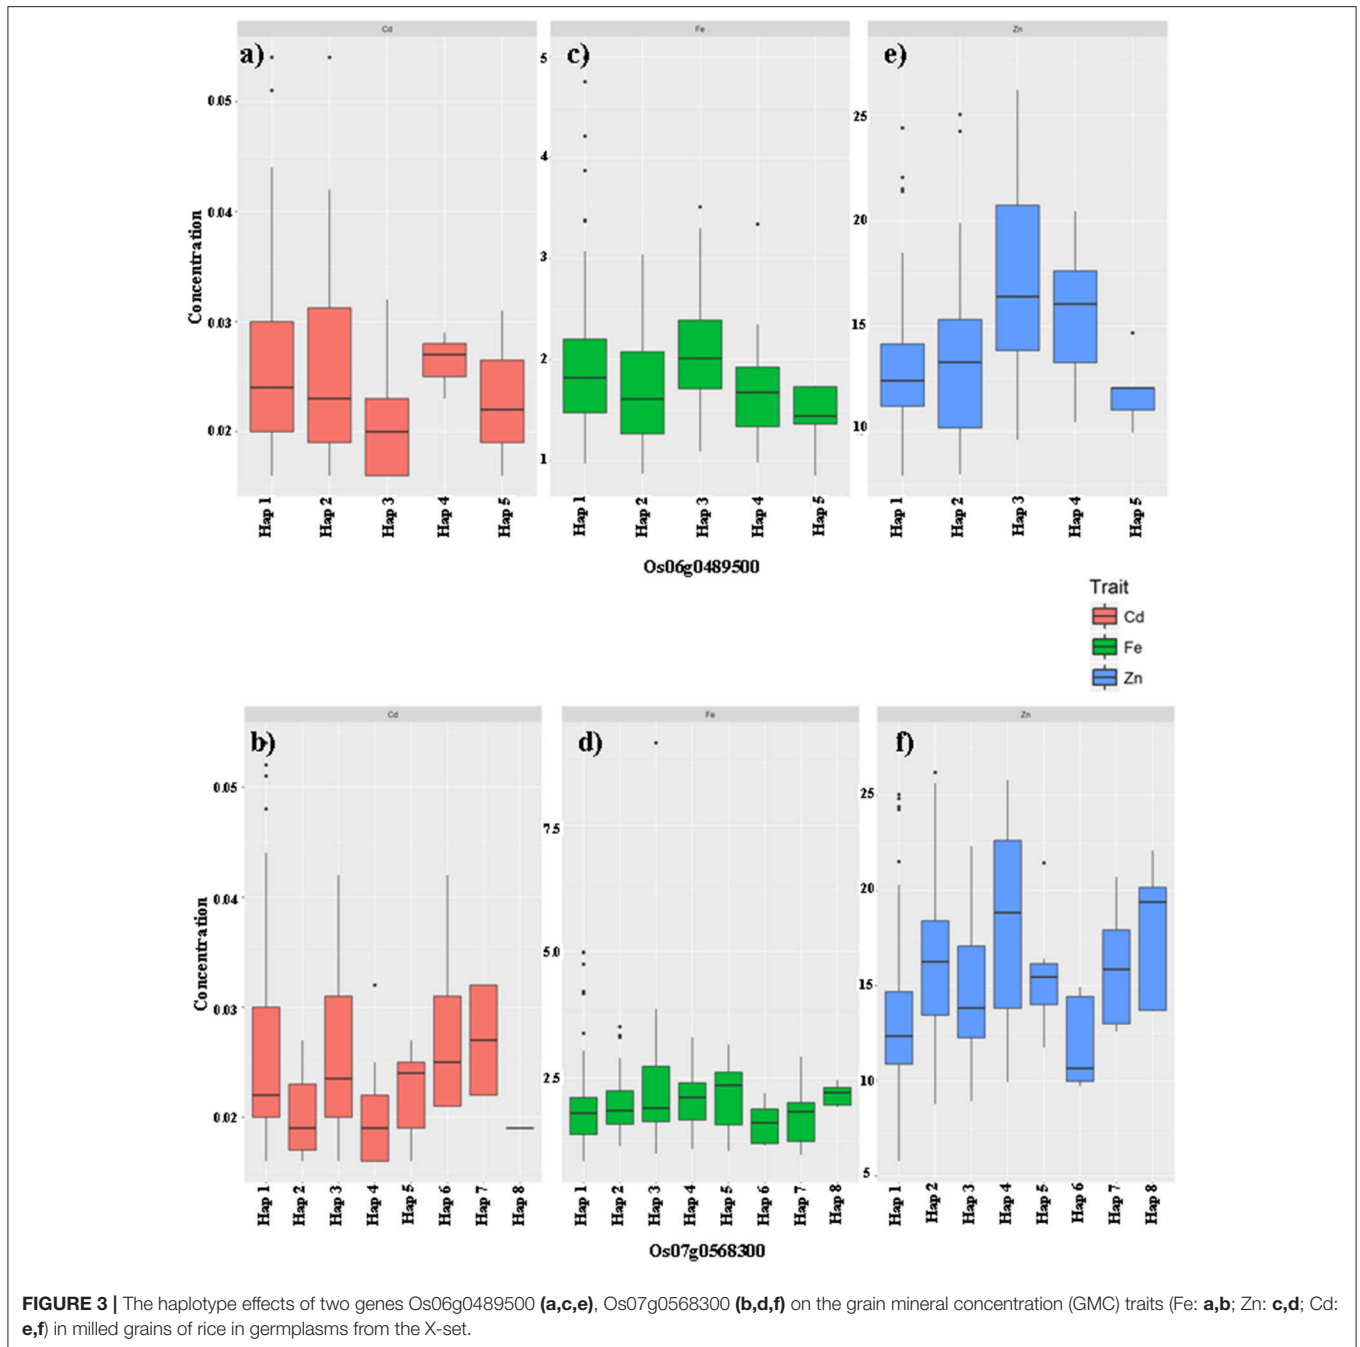 Cd Fe Zn
a) c) e)
Concentration
0.05
0.04
0.03
0.02
5
4
3
2
1
25
20
15
10
Hap 1 Hap 2 Hap 3 Hap 4 Hap 5 Hap 1 Hap 2 Hap 3 Hap 4 Hap 5 Hap 1 Hap 2 Hap 3 Hap 4 Hap 5
Os06g0489500
Trait
Cd
Fe
Zn
Cd Fe Zn
b) d) f)
Concentration
0.05
0.04
0.03
0.02
7.5
5.0
2.5
25
20
15
10
5
Hap 1 Hap 2 Hap 3 Hap 4 Hap 5 Hap 6 Hap 7 Hap 8 Hap 1 Hap 2 Hap 3 Hap 4 Hap 5 Hap 6 Hap 7 Hap 8 Hap 1 Hap 2 Hap 3 Hap 4 Hap 5 Hap 6 Hap 7 Hap 8
Os07g0568300
FIGURE 3 | The haplotype effects of two genes Os06g0489500 (a,c,e), Os07g0568300 (b,d,f) on the grain mineral concentration (GMC) traits (Fe: a,b; Zn: c,d; Cd:
e,f) in milled grains of rice in germplasms from the X-set.